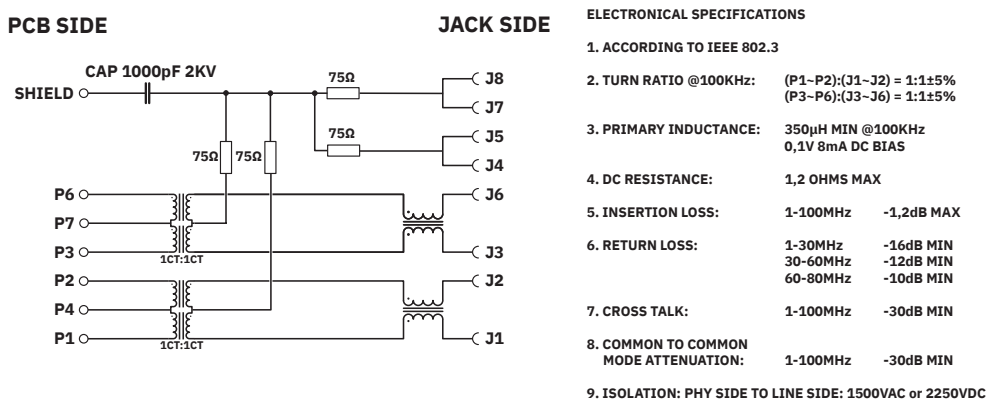 PCB SIDE
JACK SIDE
CAP 1000pF 2KV
SHIELD
75Ω
J8
J7
75Ω
J5
J4
75Ω 75Ω
P6
J6
P7
P3
J3
1CT:1CT
P2
J2
P4
P1
J1
1CT:1CT
ELECTRONICAL SPECIFICATIONS
1. ACCORDING TO IEEE 802.3
2. TURN RATIO @100KHz: (P1~P2):(J1~J2) = 1:1±5%
(P3~P6):(J3~J6) = 1:1±5%
3. PRIMARY INDUCTANCE: 350µH MIN @100KHz
0,1V 8mA DC BIAS
4. DC RESISTANCE: 1,2 OHMS MAX
5. INSERTION LOSS: 1-100MHz -1,2dB MAX
6. RETURN LOSS: 1-30MHz -16dB MIN
30-60MHz -12dB MIN
60-80MHz -10dB MIN
7. CROSS TALK: 1-100MHz -30dB MIN
8. COMMON TO COMMON
MODE ATTENUATION: 1-100MHz -30dB MIN
9. ISOLATION: PHY SIDE TO LINE SIDE: 1500VAC or 2250VDC